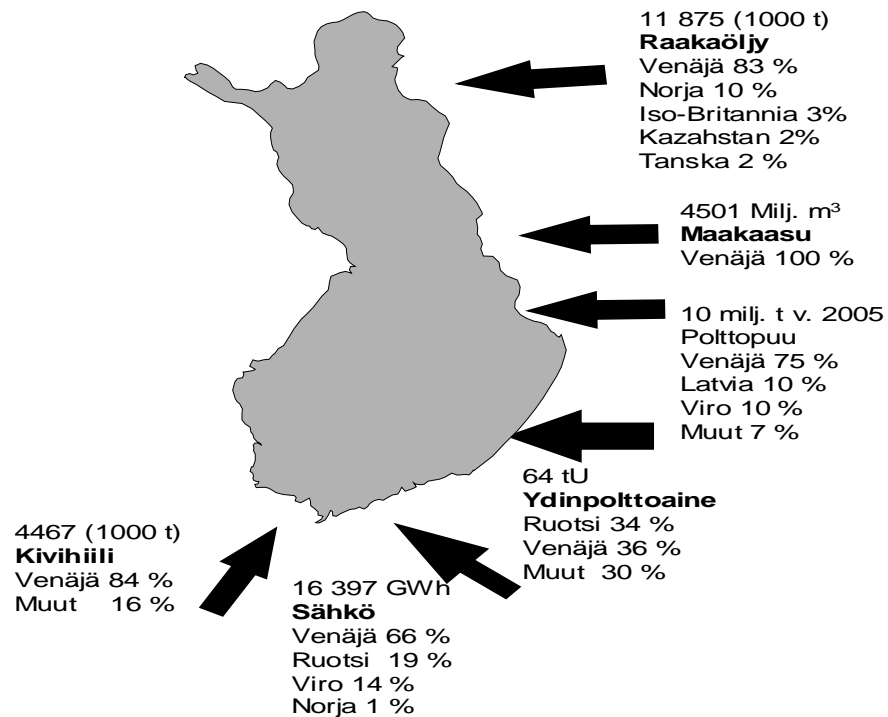 11 875 (1000 t)
Raakaöljy
Venäjä 83 %
Norja 10 %
Iso-Britannia 3%
Kazahstan 2%
Tanska 2 %
4501 Milj. m³
Maakaasu
Venäjä 100 %
10 milj. t v. 2005
Polttopuu
Venäjä 75 %
Latvia 10 %
Viro 10 %
Muut 7 %
64 tU
Ydinpolttoaine
Ruotsi 34 %
Venäjä 36 %
Muut 30 %
4467 (1000 t)
Kivihiili
Venäjä 84 %
Muut 16 %
16 397 GWh
Sähkö
Venäjä 66 %
Ruotsi 19 %
Viro 14 %
Norja 1 %